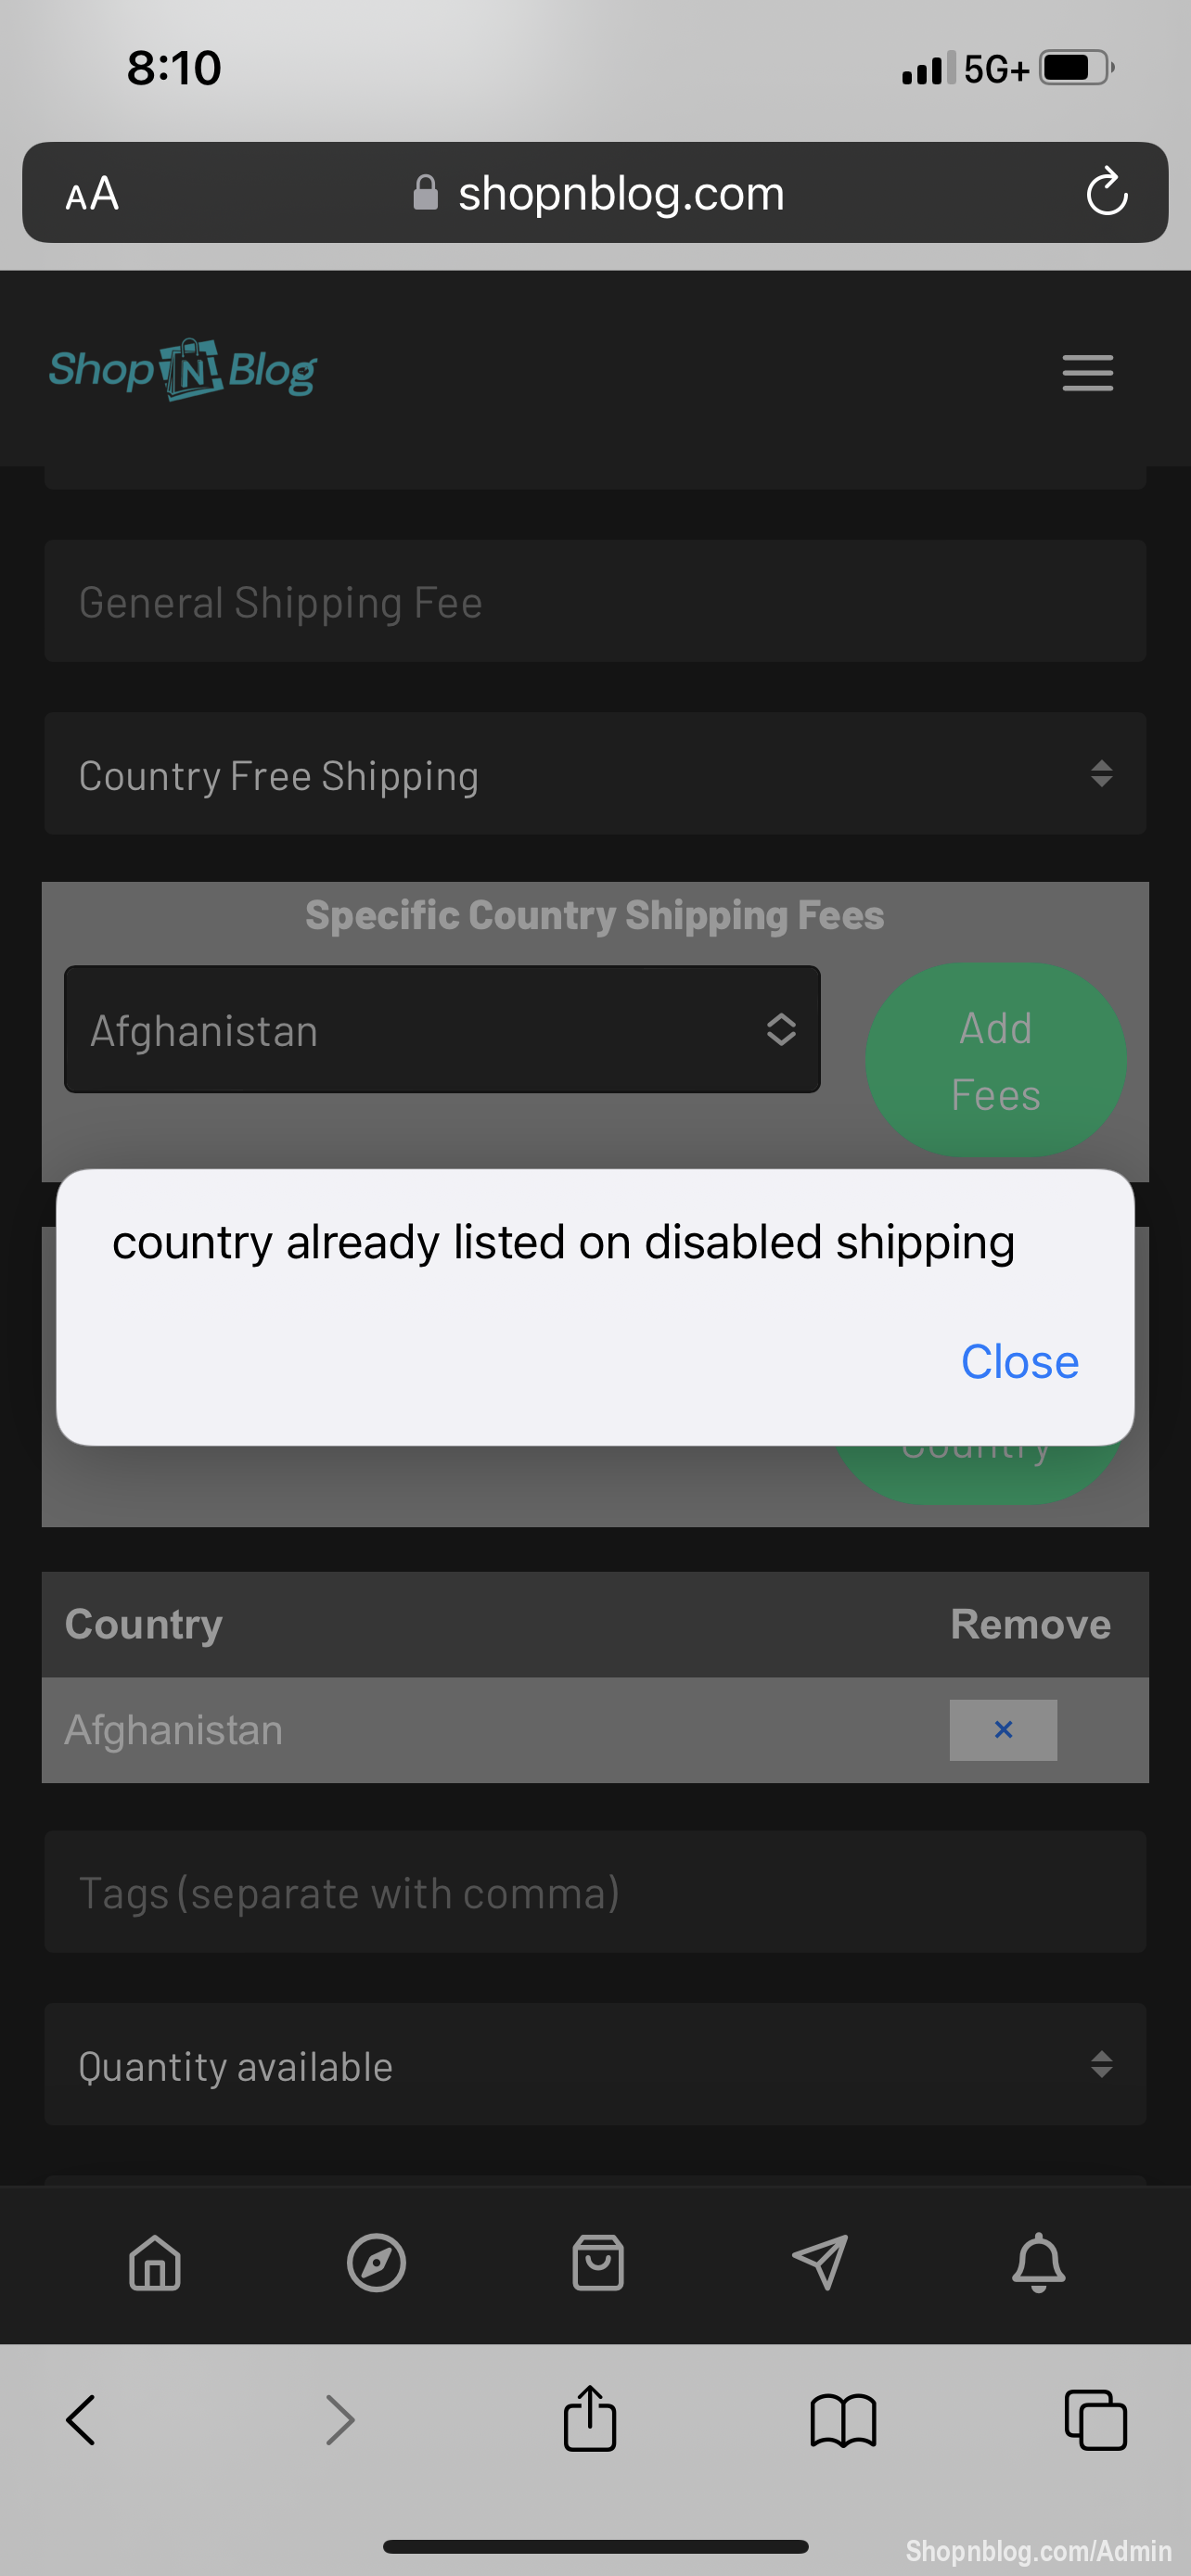 8:10
5G+
AA
shopnblog.com
Shop N Blog
General Shipping Fee
Country Free Shipping
Specific Country Shipping Fees
Afghanistan
Add
Fees
country already listed on disabled shipping
Close
Country
Country Remove
Afghanistan ×
Tags (separate with comma)
Quantity available
Shopnblog.com/Admin